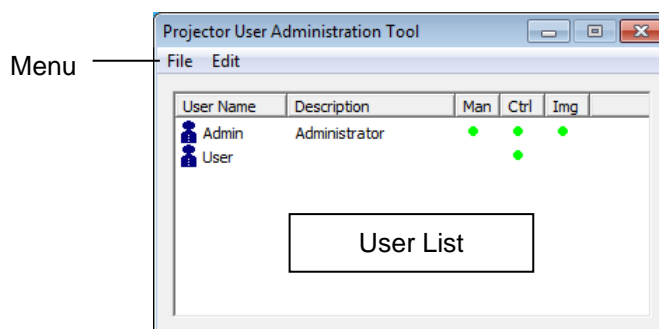 Projector User Administration Tool
Menu
File Edit
User Name Description Man Ctrl Img
Admin Administrator
User
User List